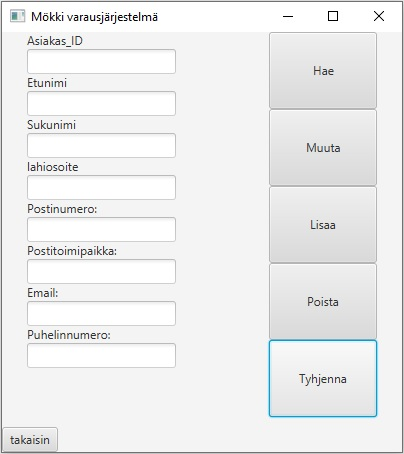 Mökki varausjärjestelmä
Asiakas_ID
Etunimi
Sukunimi
lahiosoite
Postinumero:
Postitoimipaikka:
Email:
Puhelinnumero:
Hae
Muuta
Lisaa
Poista
Tyhjenna
takaisin